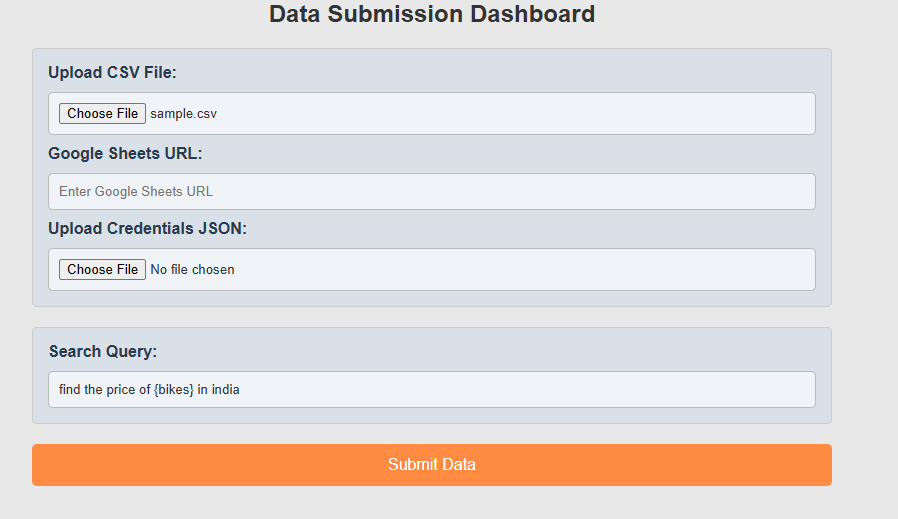 Data Submission Dashboard
Upload CSV File:
Choose File sample.csv
Google Sheets URL:
Enter Google Sheets URL
Upload Credentials JSON:
Choose File No file chosen
Search Query:
find the price of {bikes} in india
Submit Data